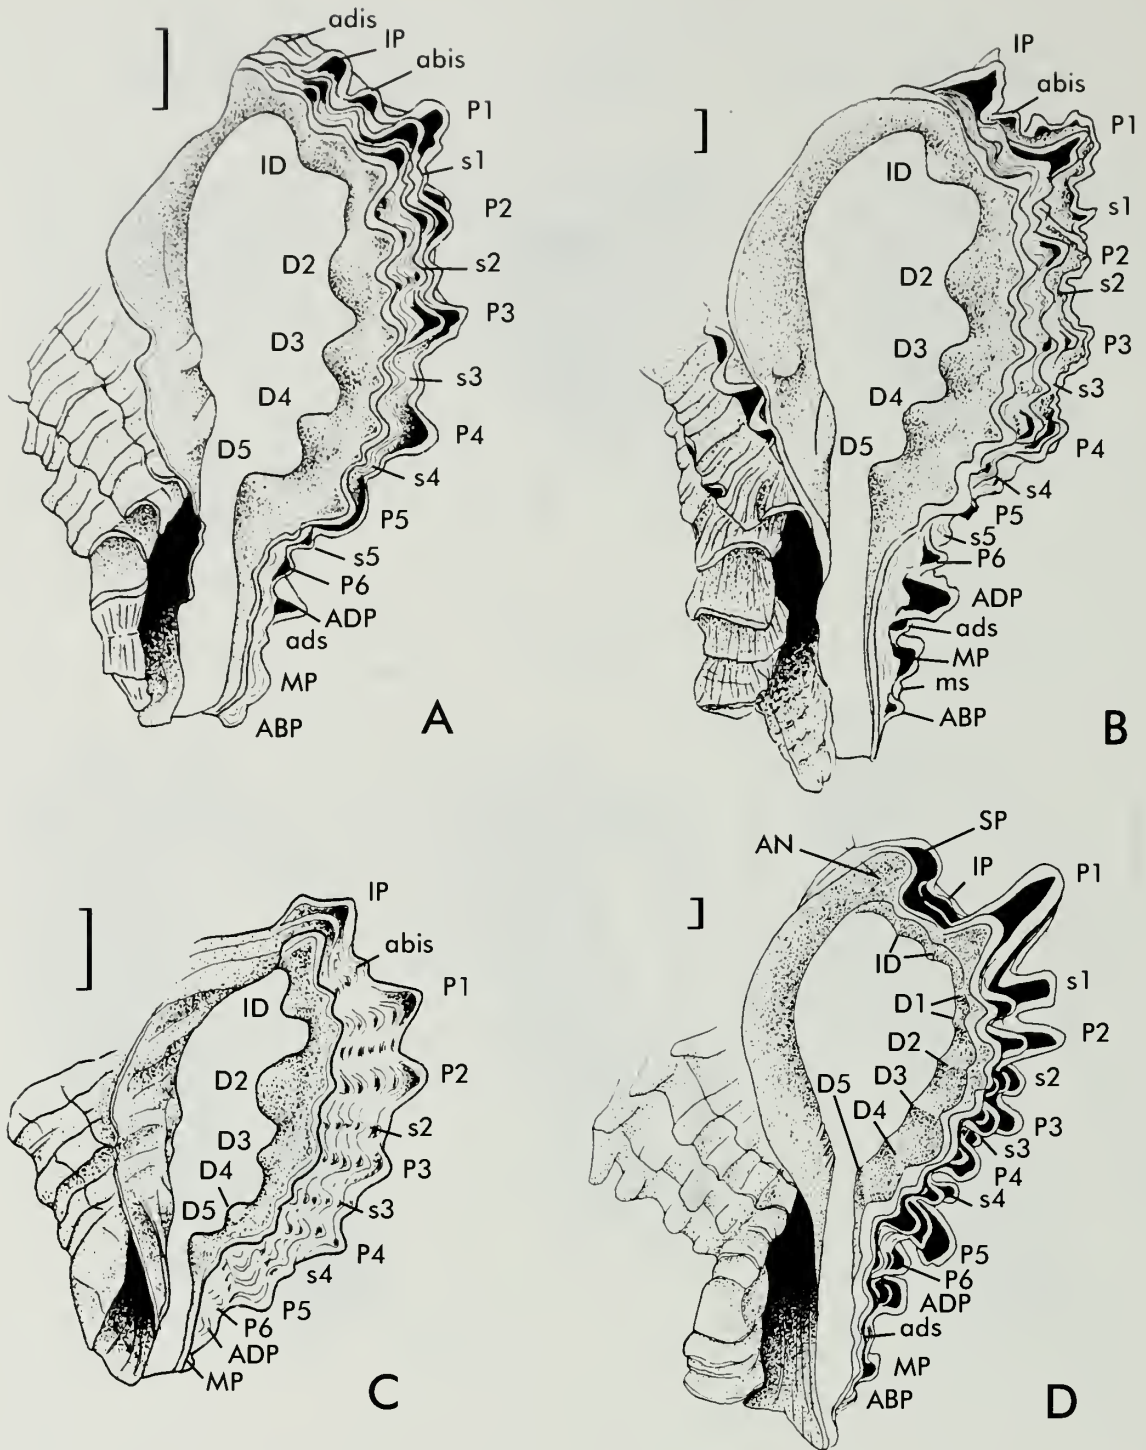 adis
IP
abis
P1
s1
ID
P2
D2
s2
P3
D3
s3
D4
P4
D5
s4
P5
s5
P6
ADP
ads
MP
ABP
A
IP
abis
P1
ID
s1
P2
D2
s2
D3
P3
s3
D4
P4
D5
s4
P5
s5
P6
ADP
ads
MP
ms
ABP
B
IP
abis
P1
ID
P2
D2
s2
D3
P3
D4
s3
D5
P4
s4
P5
P6
ADP
MP
C
SP
AN
IP
P1
ID
s1
D1
P2
D2
s2
D5
D3
P3
D4
s3
P4
s4
P5
P6
ADP
ads
MP
ABP
D